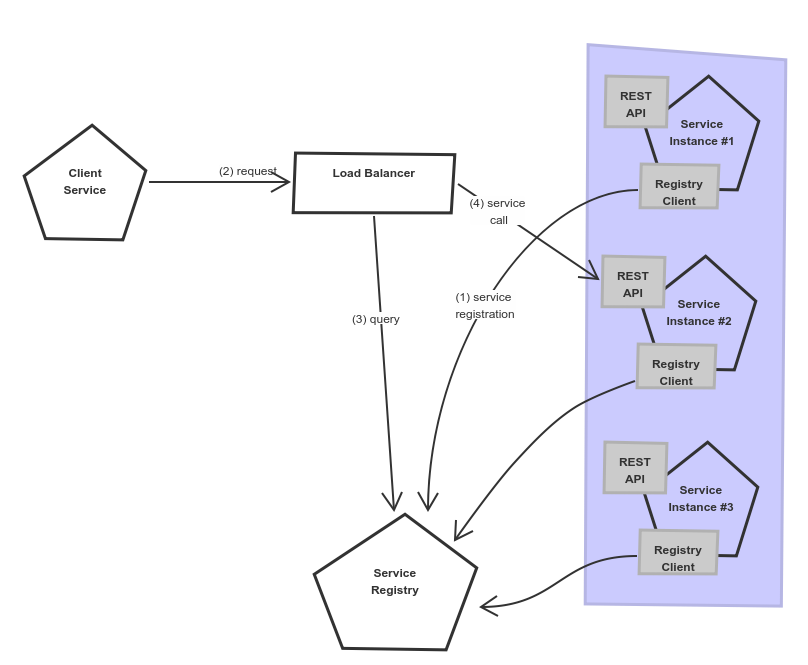 Client
Service
(2) request
Load Balancer
(4) service
call
(1) service
registration
(3) query
Service
Registry
REST
API
Service
Instance #1
Registry
Client
REST
API
Service
Instance #2
Registry
Client
REST
API
Service
Instance #3
Registry
Client